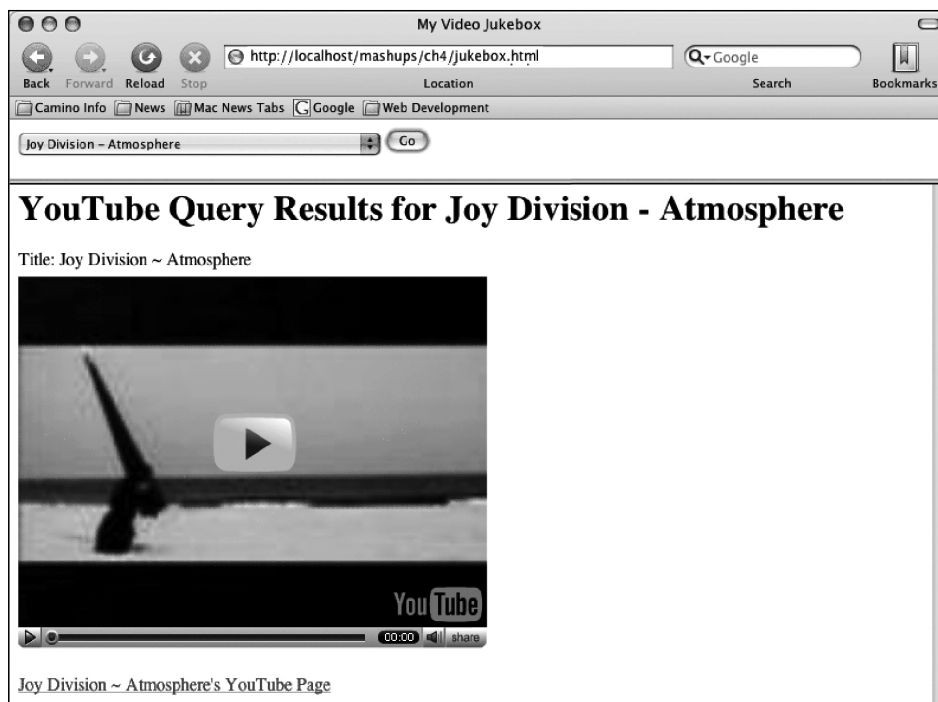 My Video Jukebox
http://localhost/mashups/ch4/jukebox.html
Google
Back Forward Reload Stop Location Search Bookmarks
Camino Info News Mac News Tabs G Google Web Development
Joy Division – Atmosphere Go
YouTube Query Results for Joy Division - Atmosphere
Title: Joy Division ~ Atmosphere
YouTube
00:00 share
Joy Division ~ Atmosphere's YouTube Page